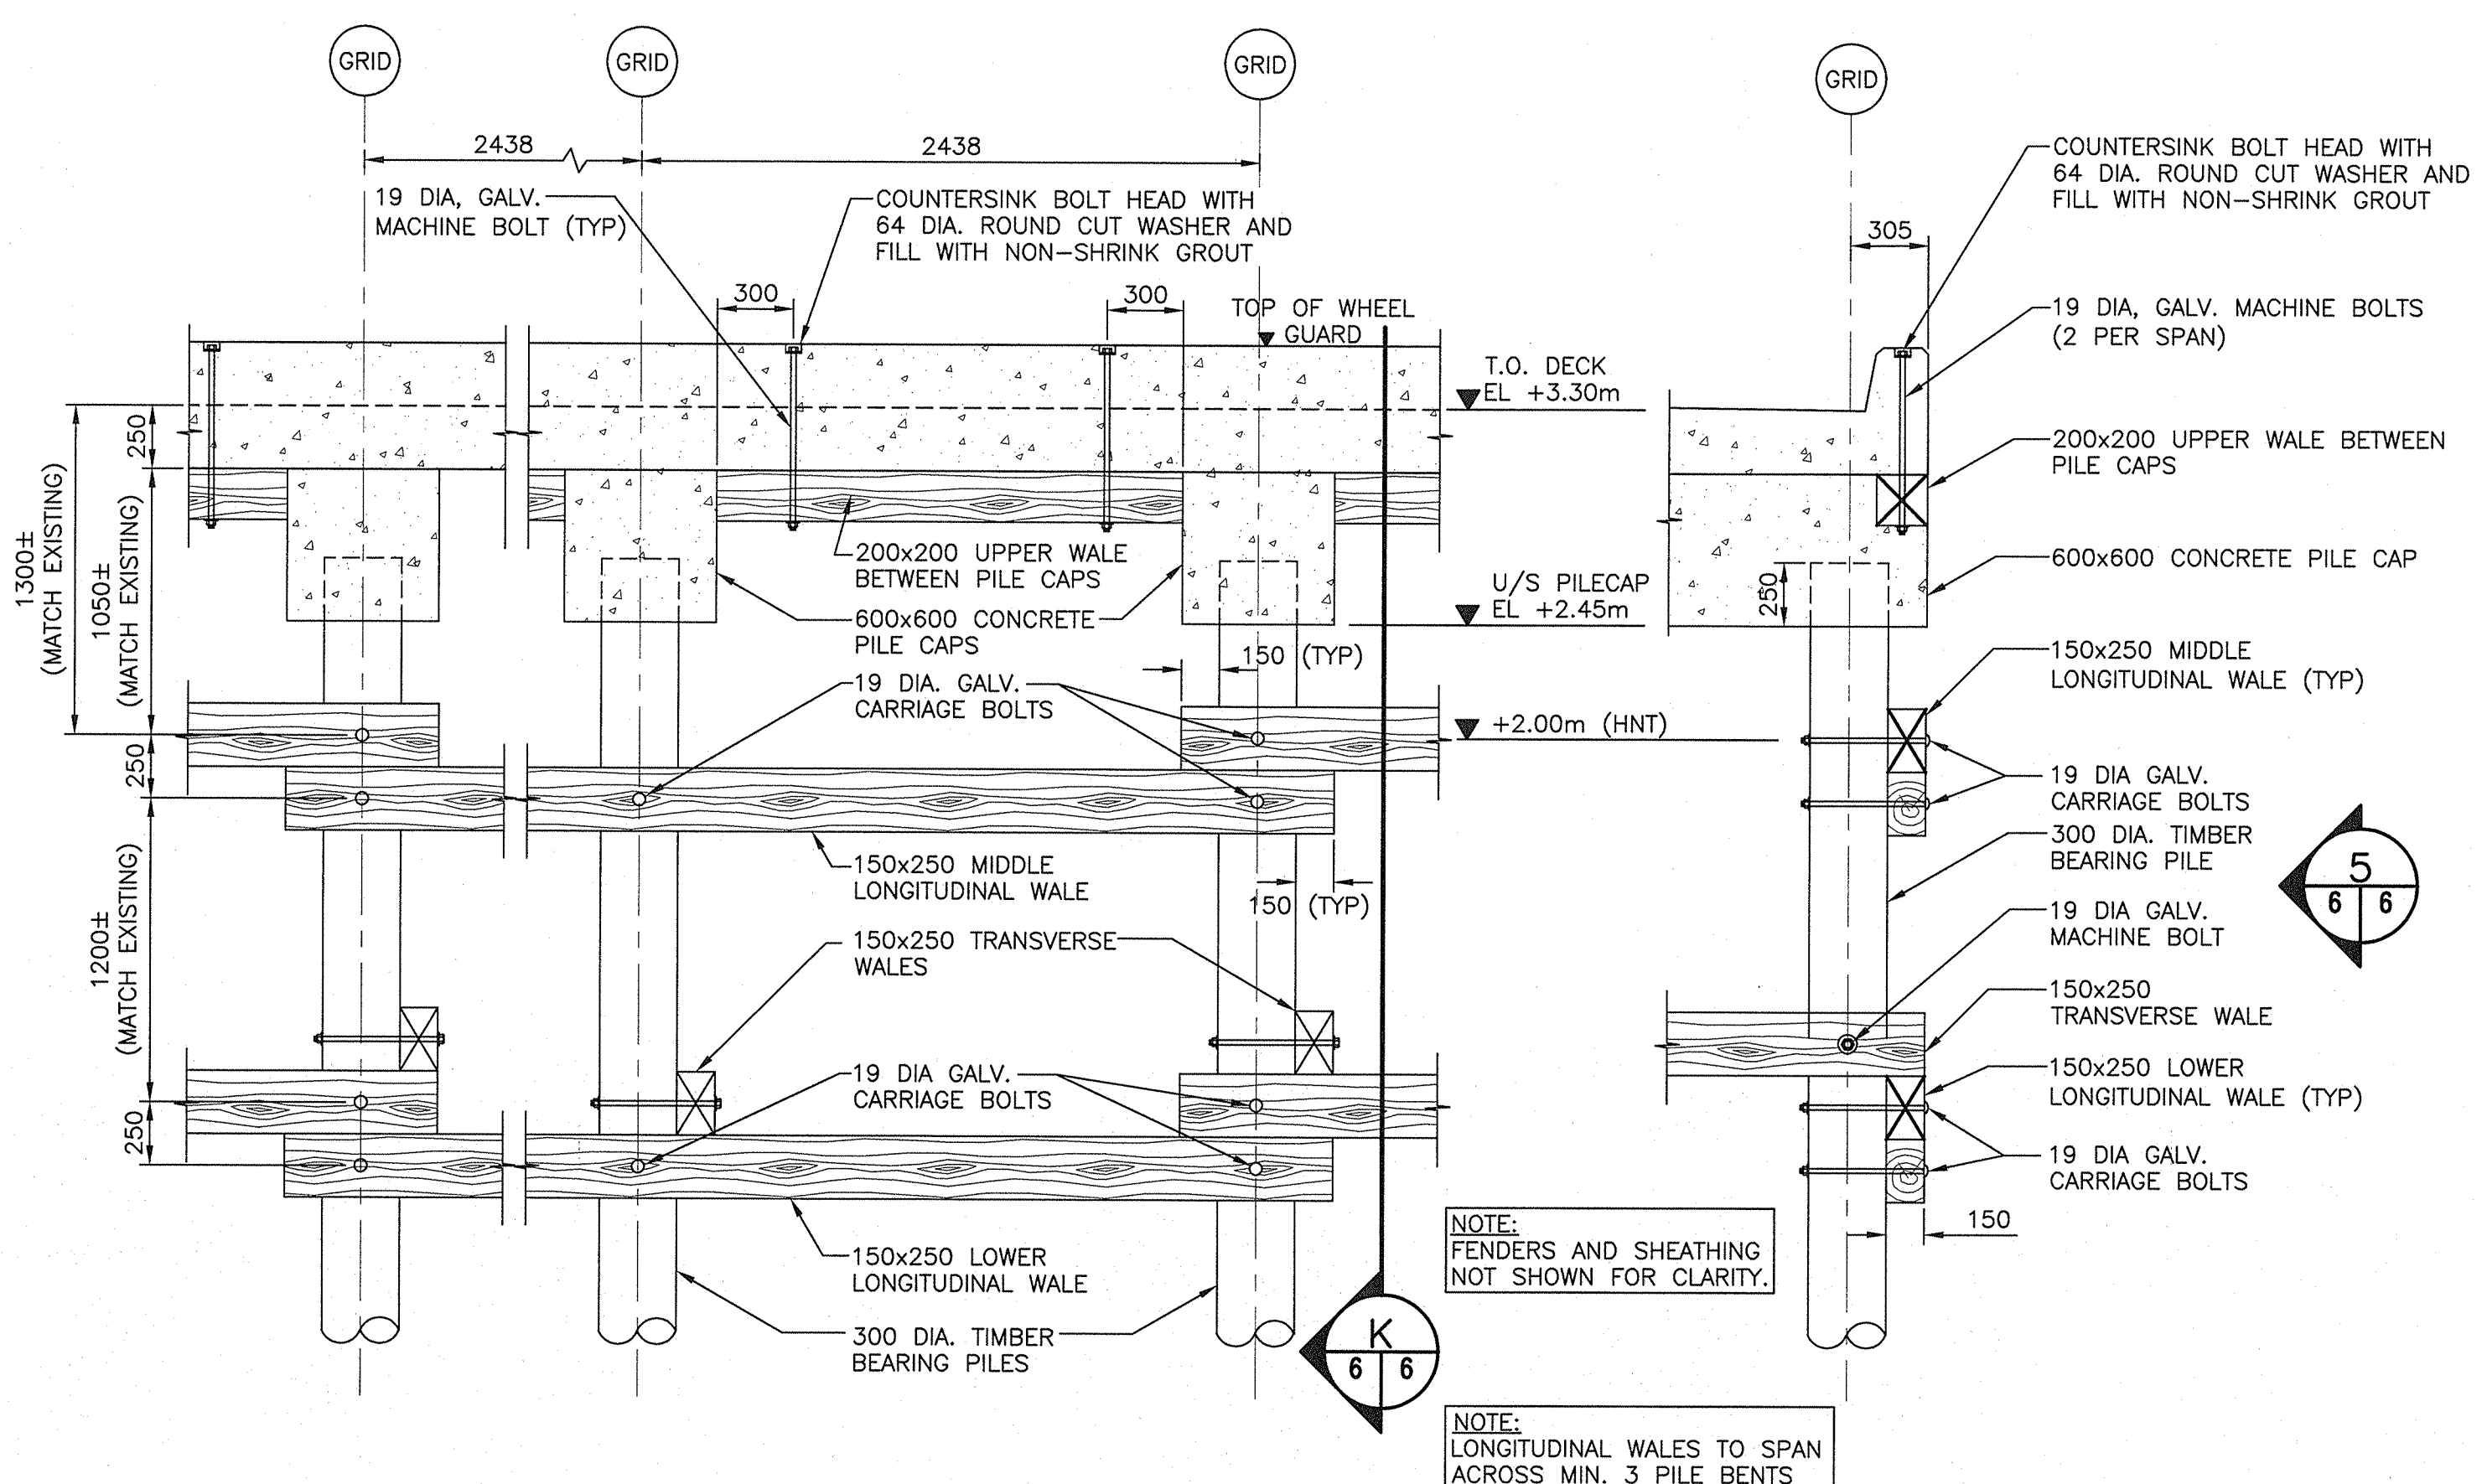 GRID
GRID
GRID
GRID
2438
2438
19 DIA, GALV.
MACHINE BOLT (TYP)
COUNTERSINK BOLT HEAD WITH
64 DIA. ROUND CUT WASHER AND
FILL WITH NON-SHRINK GROUT
300
300
TOP OF WHEEL
GUARD
T.O. DECK
EL +3.30m
250
1300±
(MATCH EXISTING)
1050±
(MATCH EXISTING)
200x200 UPPER WALE
BETWEEN PILE CAPS
600x600 CONCRETE
PILE CAPS
U/S PILECAP
EL +2.45m
150 (TYP)
19 DIA. GALV.
CARRIAGE BOLTS
+2.00m (HNT)
250
150x250 MIDDLE
LONGITUDINAL WALE
150 (TYP)
1200±
(MATCH EXISTING)
150x250 TRANSVERSE
WALES
19 DIA GALV.
CARRIAGE BOLTS
250
150x250 LOWER
LONGITUDINAL WALE
300 DIA. TIMBER
BEARING PILES
K
6 6
NOTE:
FENDERS AND SHEATHING
NOT SHOWN FOR CLARITY.
NOTE:
LONGITUDINAL WALES TO SPAN
ACROSS MIN. 3 PILE BENTS
305
COUNTERSINK BOLT HEAD WITH
64 DIA. ROUND CUT WASHER AND
FILL WITH NON-SHRINK GROUT
19 DIA, GALV. MACHINE BOLTS
(2 PER SPAN)
200x200 UPPER WALE BETWEEN
PILE CAPS
600x600 CONCRETE PILE CAP
250
150x250 MIDDLE
LONGITUDINAL WALE (TYP)
19 DIA GALV.
CARRIAGE BOLTS
300 DIA. TIMBER
BEARING PILE
5
6 6
19 DIA GALV.
MACHINE BOLT
150x250
TRANSVERSE WALE
150x250 LOWER
LONGITUDINAL WALE (TYP)
19 DIA GALV.
CARRIAGE BOLTS
150